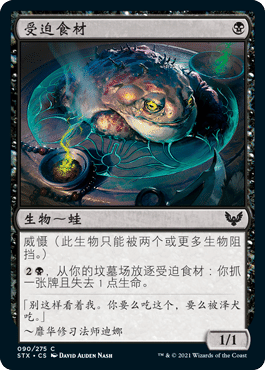 受迫食材
生物～蛙
威慑（此生物只能被两个或更多生物阻
挡。）
2，从你的坟墓场放逐受迫食材：你抓
一张牌且失去１点生命。
「别这样看着我。你要么吃这个，要么被泽犬
吃。」
～靡华修习法师迪娜
1/1
090/275 C
STX • CS DAVID AUDEN NASH
™ & © 2021 Wizards of the Coast